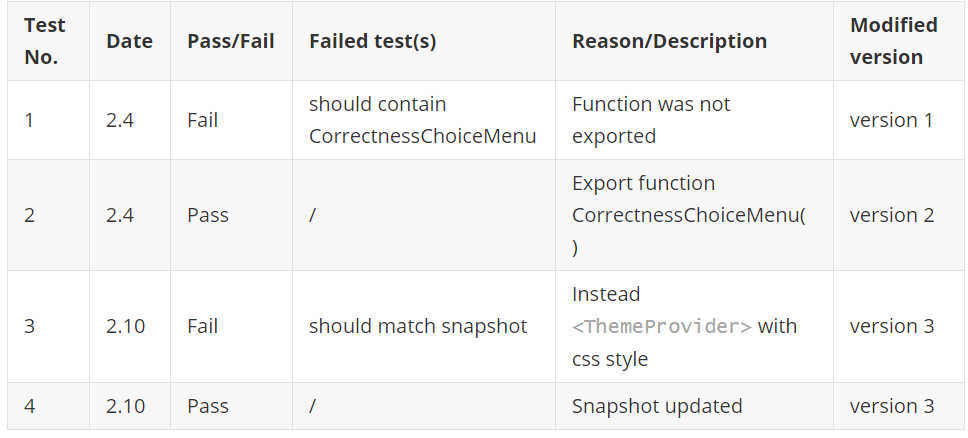 Test No. Date Pass/Fail Failed test(s) Reason/Description Modified version
1 2.4 Fail should contain CorrectnessChoiceMenu Function was not exported version 1
2 2.4 Pass / Export function CorrectnessChoiceMenu() version 2
3 2.10 Fail should match snapshot Instead <ThemeProvider> with css style version 3
4 2.10 Pass / Snapshot updated version 3